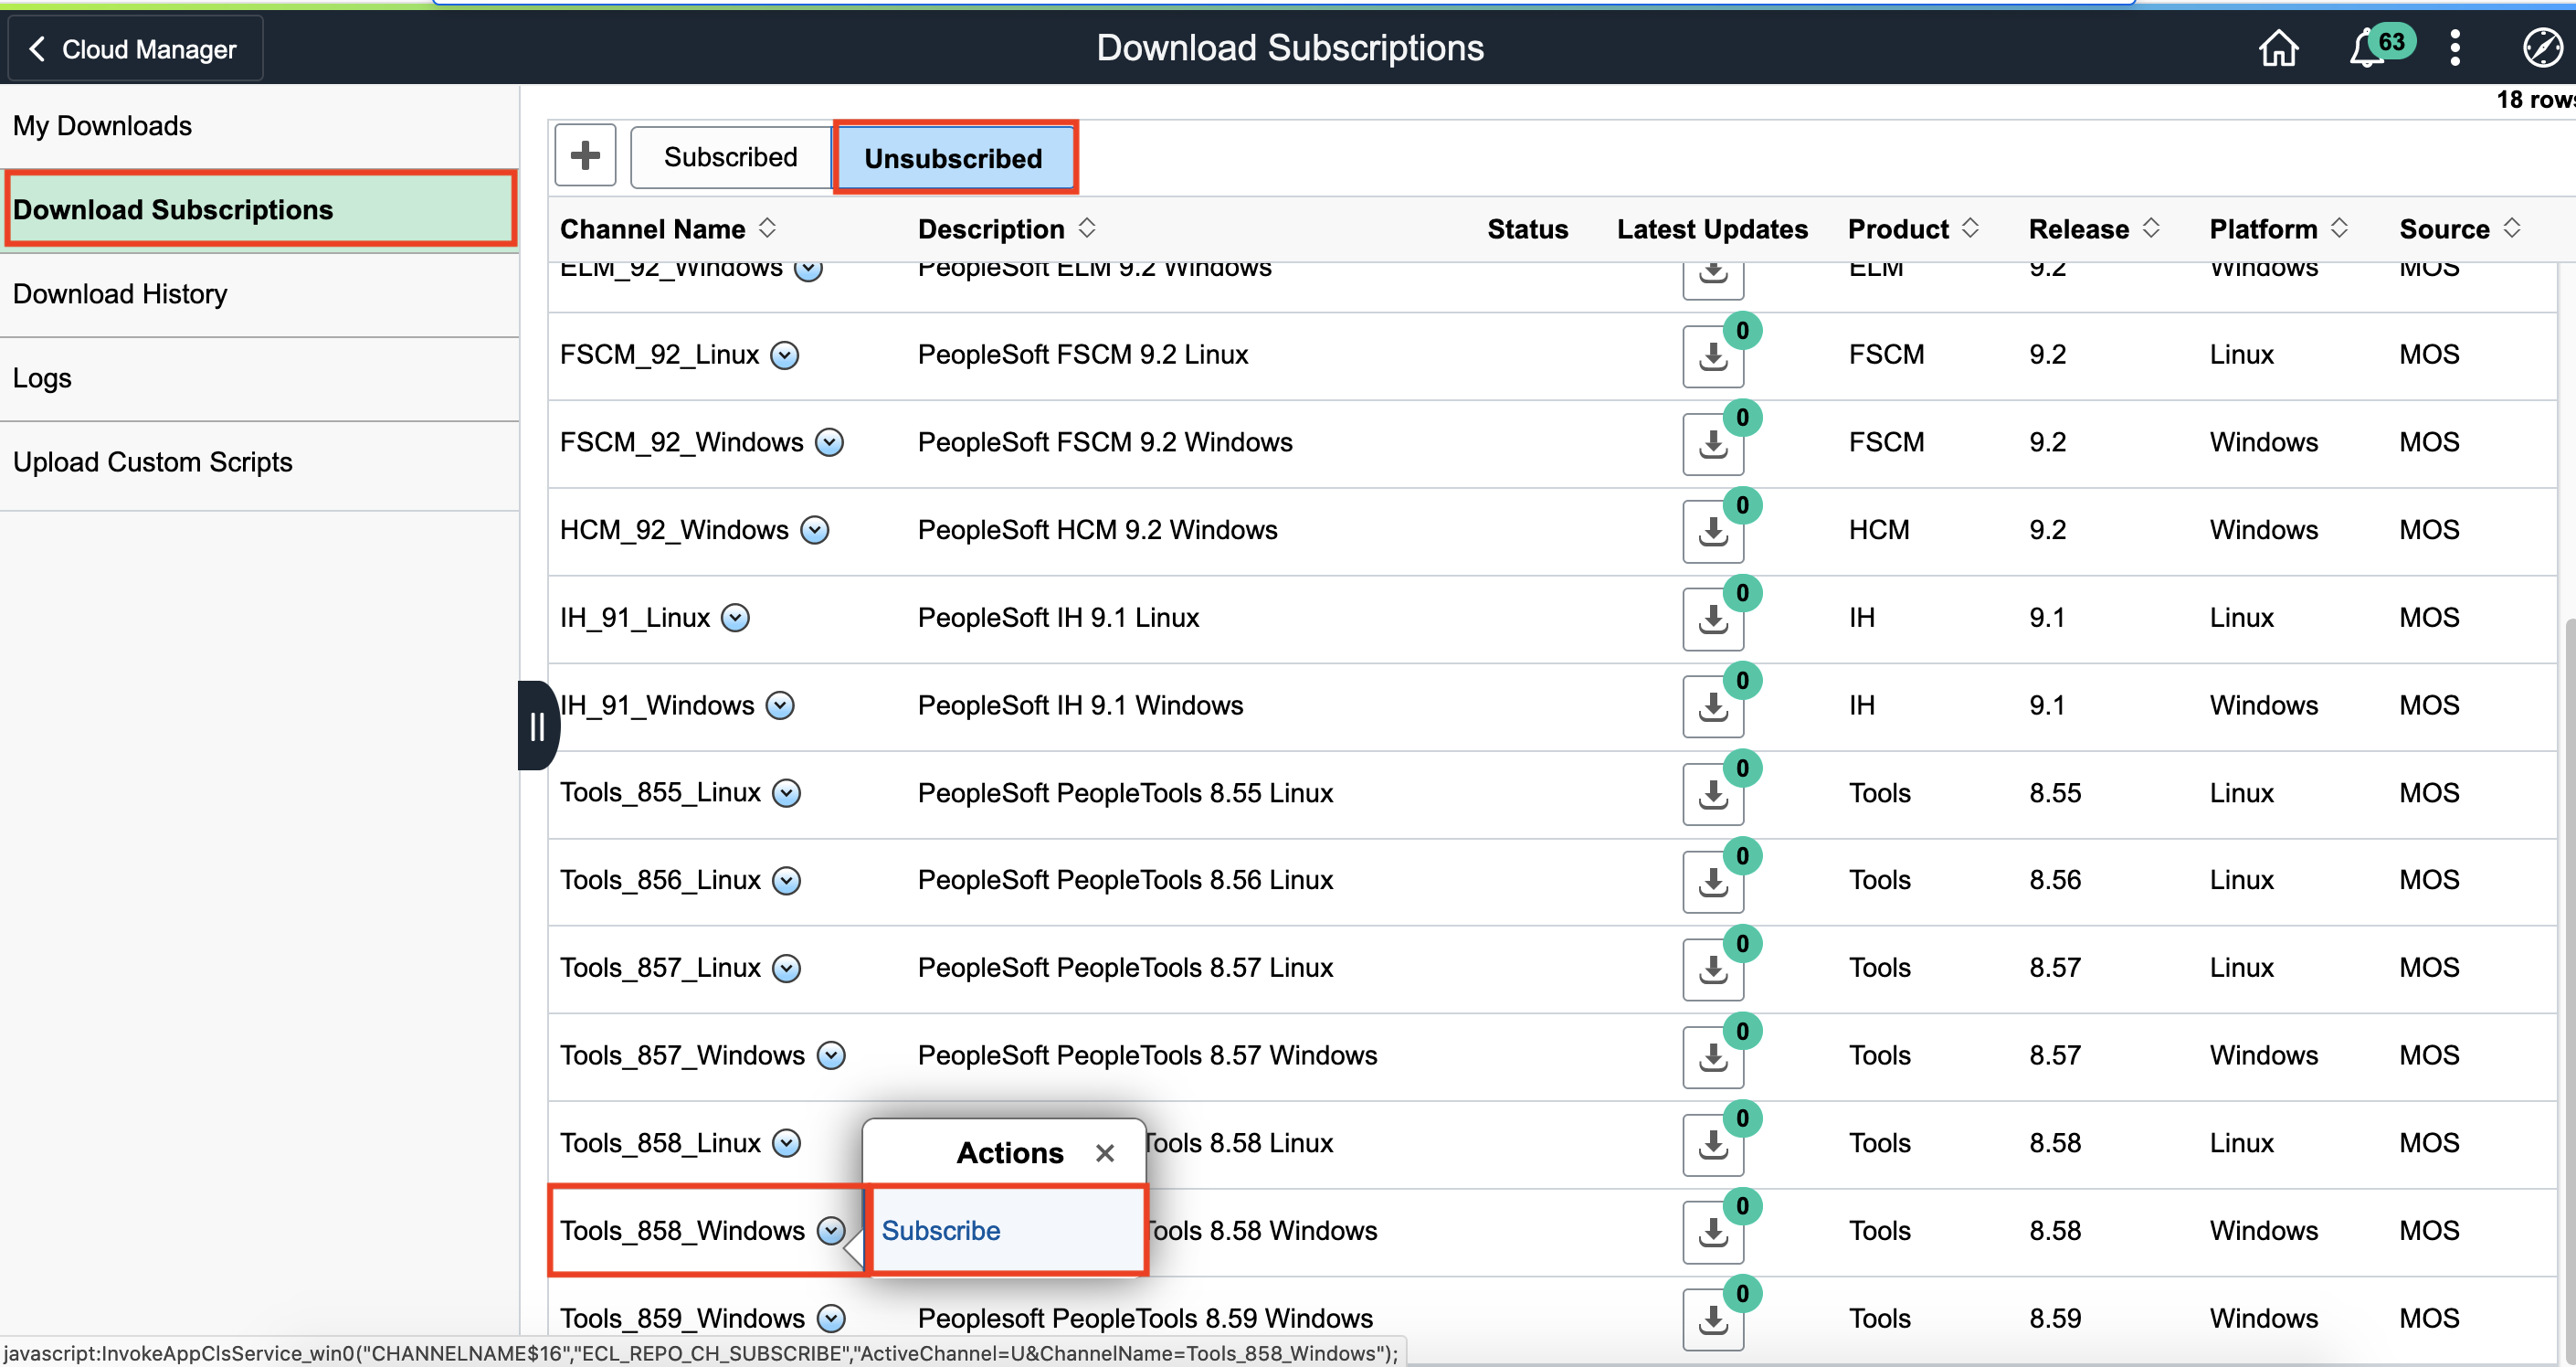 Cloud Manager
Download Subscriptions
63
My Downloads
Download Subscriptions
Download History
Logs
Upload Custom Scripts
18 rows
Subscribed
Unsubscribed
Channel Name Description Status Latest Updates Product Release Platform Source
ELM_92_Windows PeopleSoft ELM 9.2 Windows ELM 9.2 Windows MOS
FSCM_92_Linux PeopleSoft FSCM 9.2 Linux 0 FSCM 9.2 Linux MOS
FSCM_92_Windows PeopleSoft FSCM 9.2 Windows 0 FSCM 9.2 Windows MOS
HCM_92_Windows PeopleSoft HCM 9.2 Windows 0 HCM 9.2 Windows MOS
IH_91_Linux PeopleSoft IH 9.1 Linux 0 IH 9.1 Linux MOS
IH_91_Windows PeopleSoft IH 9.1 Windows 0 IH 9.1 Windows MOS
Tools_855_Linux PeopleSoft PeopleTools 8.55 Linux 0 Tools 8.55 Linux MOS
Tools_856_Linux PeopleSoft PeopleTools 8.56 Linux 0 Tools 8.56 Linux MOS
Tools_857_Linux PeopleSoft PeopleTools 8.57 Linux 0 Tools 8.57 Linux MOS
Tools_857_Windows PeopleSoft PeopleTools 8.57 Windows 0 Tools 8.57 Windows MOS
Tools_858_Linux Tools 8.58 Linux 0 Tools 8.58 Linux MOS
Actions
Tools_858_Windows Subscribe Tools 8.58 Windows 0 Tools 8.58 Windows MOS
Tools_859_Windows Peoplesoft PeopleTools 8.59 Windows 0 Tools 8.59 Windows MOS
javascript:InvokeAppClsService_win0("CHANNELNAME$16","ECL_REPO_CH_SUBSCRIBE","ActiveChannel=U&ChannelName=Tools_858_Windows");